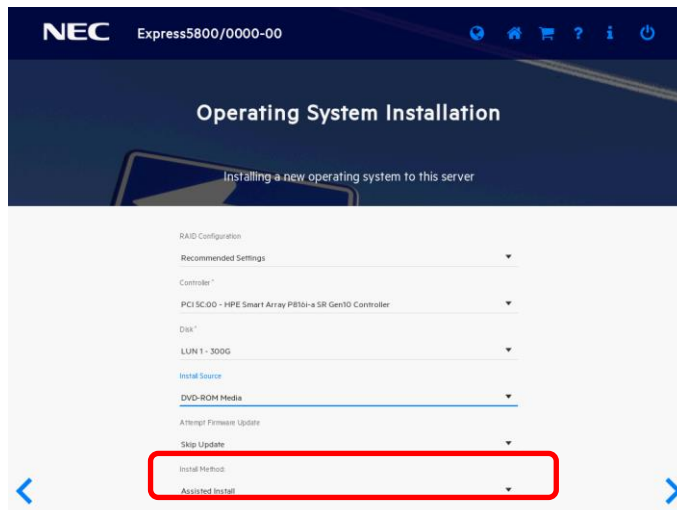 NEC Express5800/0000-00 ?
Operating System Installation
Installing a new operating system to this server
RAID Configuration
Recommended Settings
Controller *
PCI 5C:00 - HPE Smart Array P816i-a SR Gen10 Controller
Disk *
LUN 1 - 300G
Install Source
DVD-ROM Media
Attempt Firmware Update
Skip Update
Install Method:
Assisted Install